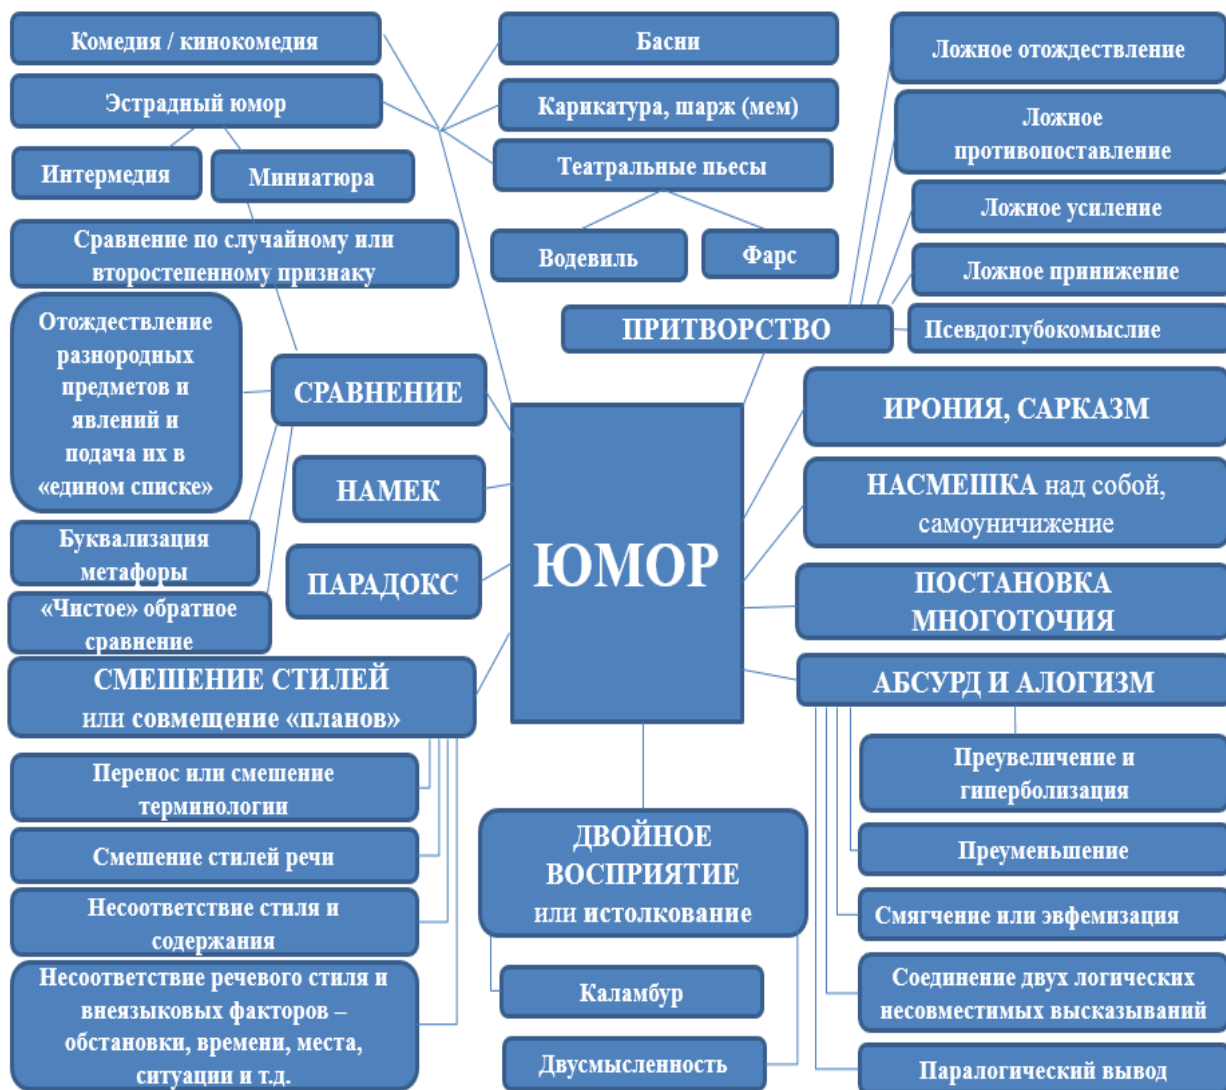 Комедия / кинокомедия
Эстрадный юмор
Интермедия
Миниатюра
Басни
Карикатура, шарж (мем)
Театральные пьесы
Водевиль
Фарс
Ложное отождествление
Ложное
противопоставление
Ложное усиление
Ложное принижение
Псевдоглубокомыслие
ПРИТВОРСТВО
Сравнение по случайному или
второстепенному признаку
Отождествление
разнородных
предметов и
явлений и
подача их в
«едином списке»
СРАВНЕНИЕ
Буквализация
метафоры
«Чистое» обратное
сравнение
НАМЕК
ПАРАДОКС
ЮМОР
ИРОНИЯ, САРКАЗМ
НАСМЕШКА над собой,
самоуничижение
ПОСТАНОВКА
МНОГОТОЧИЯ
АБСУРД И АЛОГИЗМ
Преувеличение и
гиперболизация
Преуменьшение
Смягчение или эвфемизация
Соединение двух логических
несовместимых высказываний
Паралогический вывод
СМЕШЕНИЕ СТИЛЕЙ
или совмещение «планов»
Перенос или смешение
терминологии
Смешение стилей речи
Несоответствие стиля и
содержания
Несоответствие речевого стиля и
внеязыковых факторов –
обстановки, времени, места,
ситуации и т.д.
ДВОЙНОЕ
ВОСПРИЯТИЕ
или истолкование
Каламбур
Двусмысленность